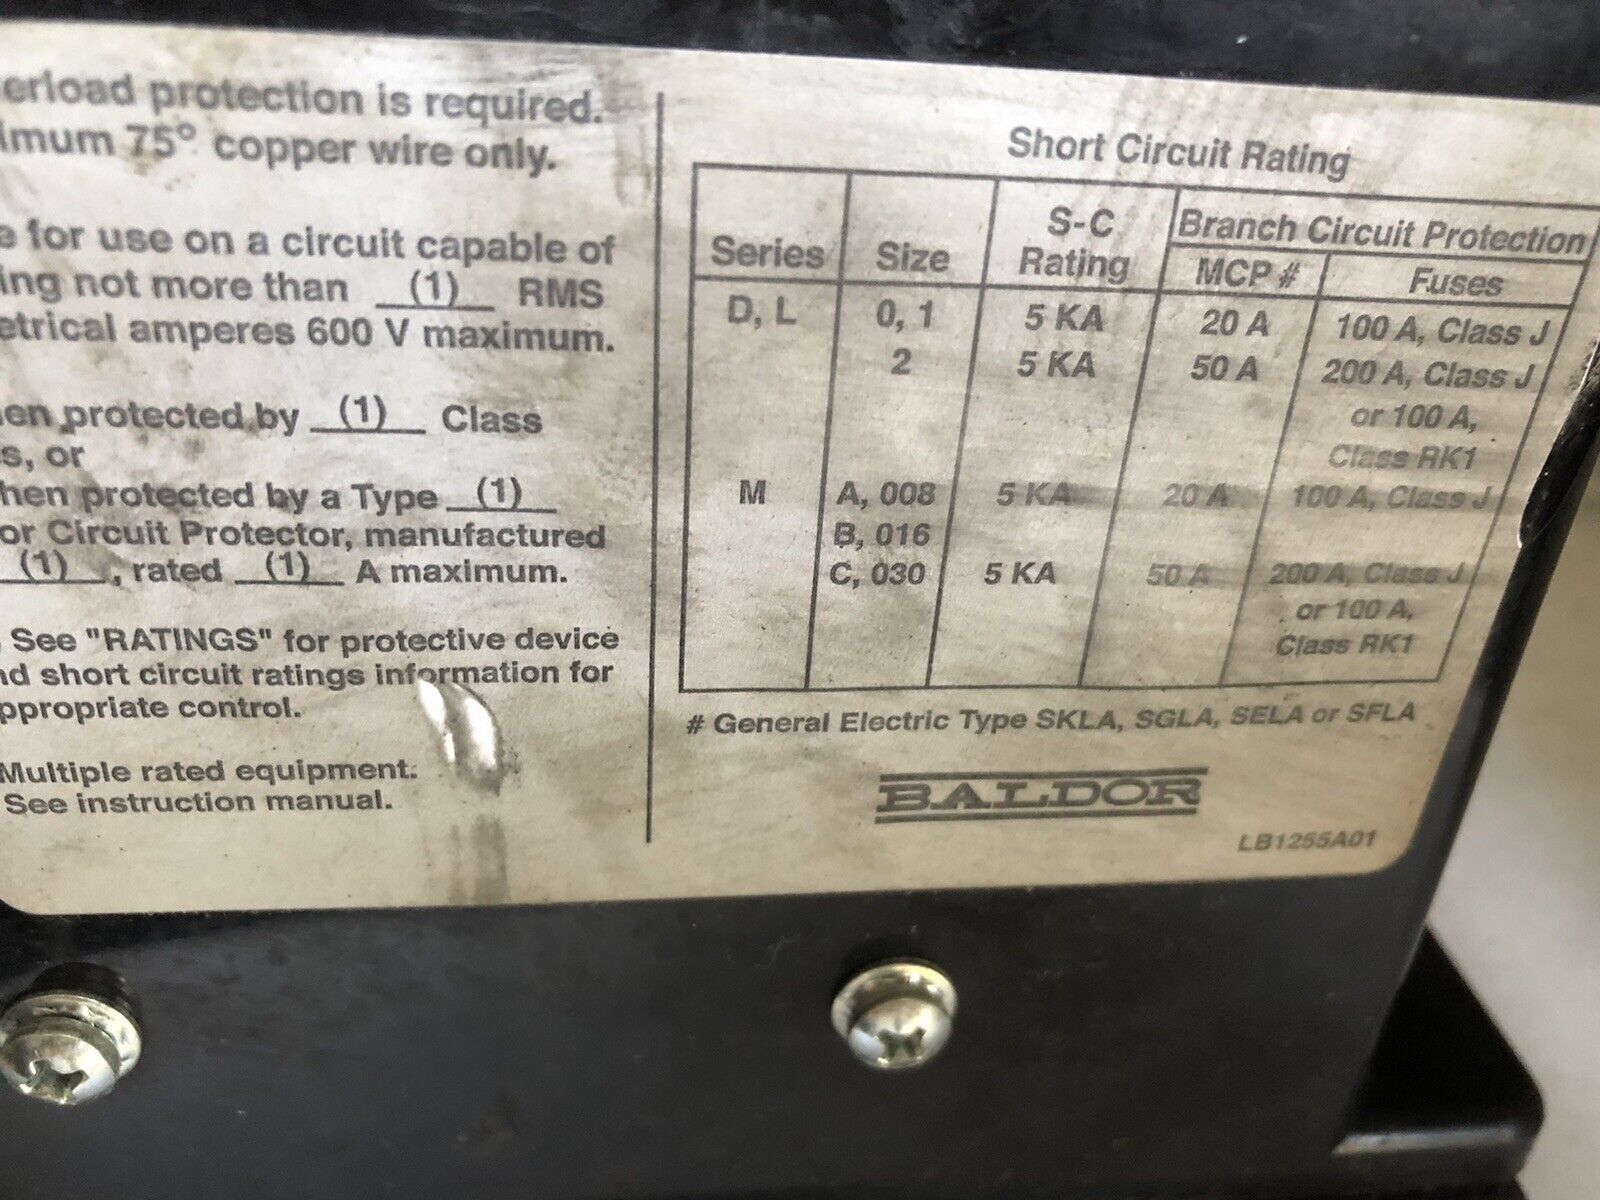 erload protection is required.
imum 75° copper wire only.
e for use on a circuit capable of
ing not more than (1) RMS
etrical amperes 600 V maximum.
en protected by (1) Class
s, or
hen protected by a Type (1)
or Circuit Protector, manufactured
(1), rated (1) A maximum.
. See "RATINGS" for protective device
nd short circuit ratings information for
ppropriate control.
Multiple rated equipment.
See instruction manual.
Short Circuit Rating
Series Size S-C Rating Branch Circuit Protection
MCP # Fuses
D, L 0, 1 5 KA 20 A 100 A, Class J
2 5 KA 50 A 200 A, Class J
or 100 A,
Class RK1
M A, 008 5 KA 20 A 100 A, Class J
B, 016
C, 030 5 KA 50 A 200 A, Class J
or 100 A,
Class RK1
# General Electric Type SKLA, SGLA, SELA or SFLA
BALDOR
LB1255A01